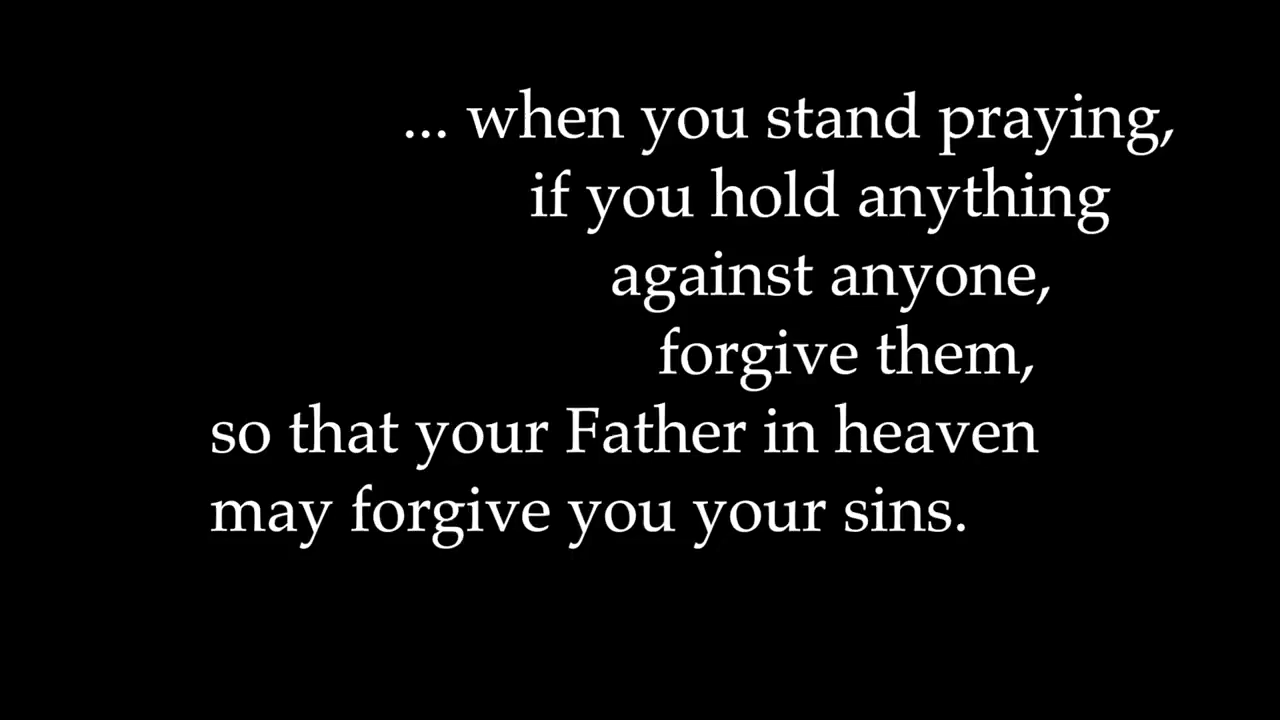 ... when you stand praying,
if you hold anything
against anyone,
forgive them,
so that your Father in heaven
may forgive you your sins.